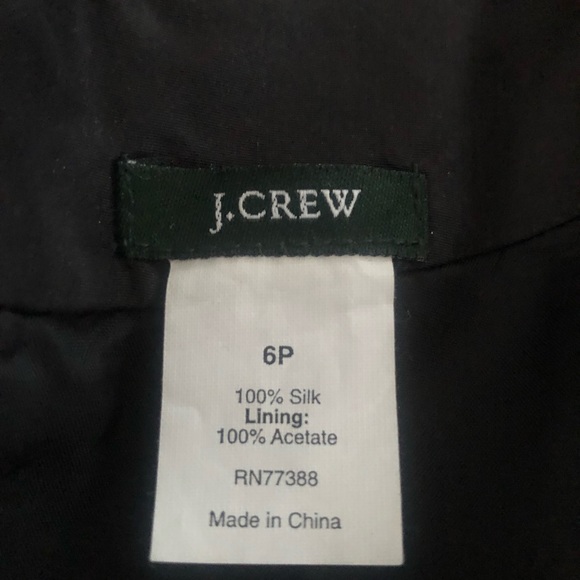 J.CREW
6P
100% Silk
Lining:
100% Acetate
RN77388
Made in China